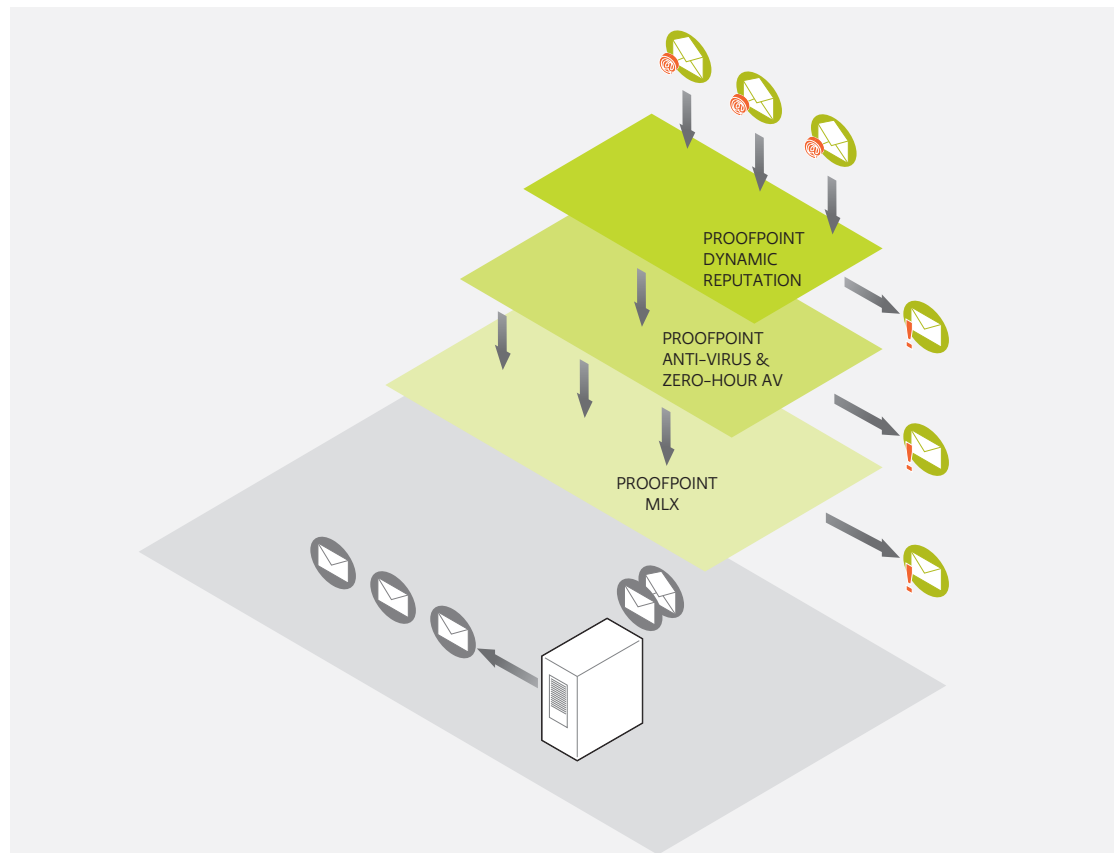 PROOFPOINT
DYNAMIC
REPUTATION
PROOFPOINT
ANTI-VIRUS &
ZERO-HOUR AV
PROOFPOINT
MLX